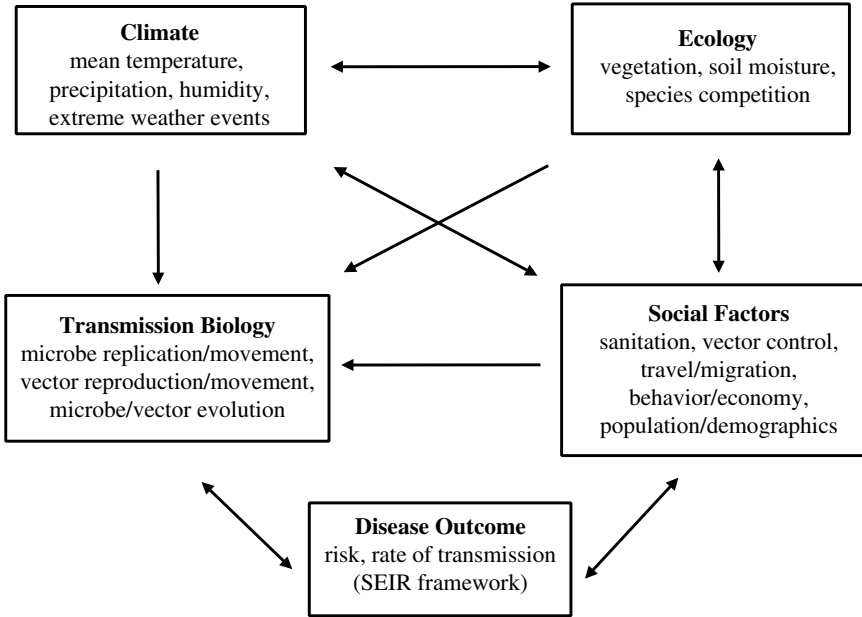 Climate
mean temperature,
precipitation, humidity,
extreme weather events
Ecology
vegetation, soil moisture,
species competition
Transmission Biology
microbe replication/movement,
vector reproduction/movement,
microbe/vector evolution
Social Factors
sanitation, vector control,
travel/migration,
behavior/economy,
population/demographics
Disease Outcome
risk, rate of transmission
(SEIR framework)